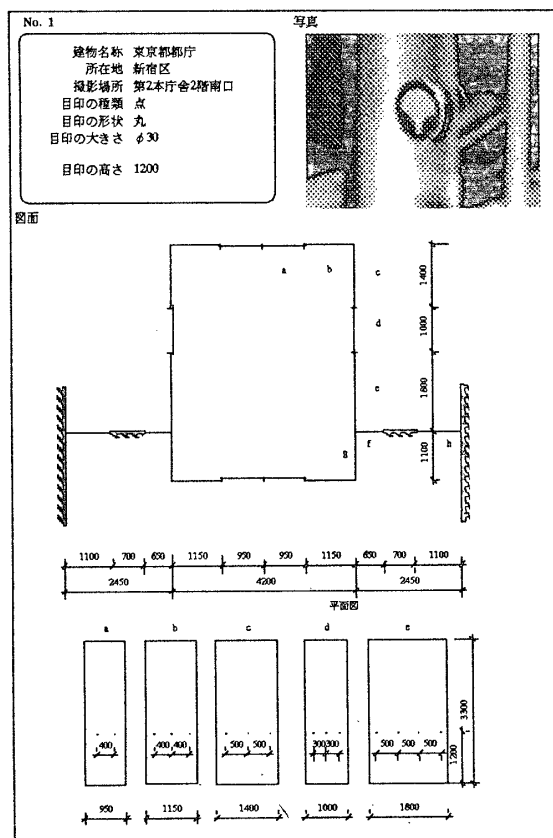 No. 1
写真
建物名称 東京都都庁
所在地 新宿区
撮影場所 第2本庁舎2階南口
目印の種類 点
目印の形状 丸
目印の大きさ φ30
目印の高さ 1200
図面
a b c
1400
d
1000
e
1800
g f h
1100
1100 700 650 1150 950 950 1150 650 700 1100
2450 4200 2450
平面図
a b c d e
400 400 400 500 500 300 300 500 500 500
1200
3300
950 1150 1400 1000 1800